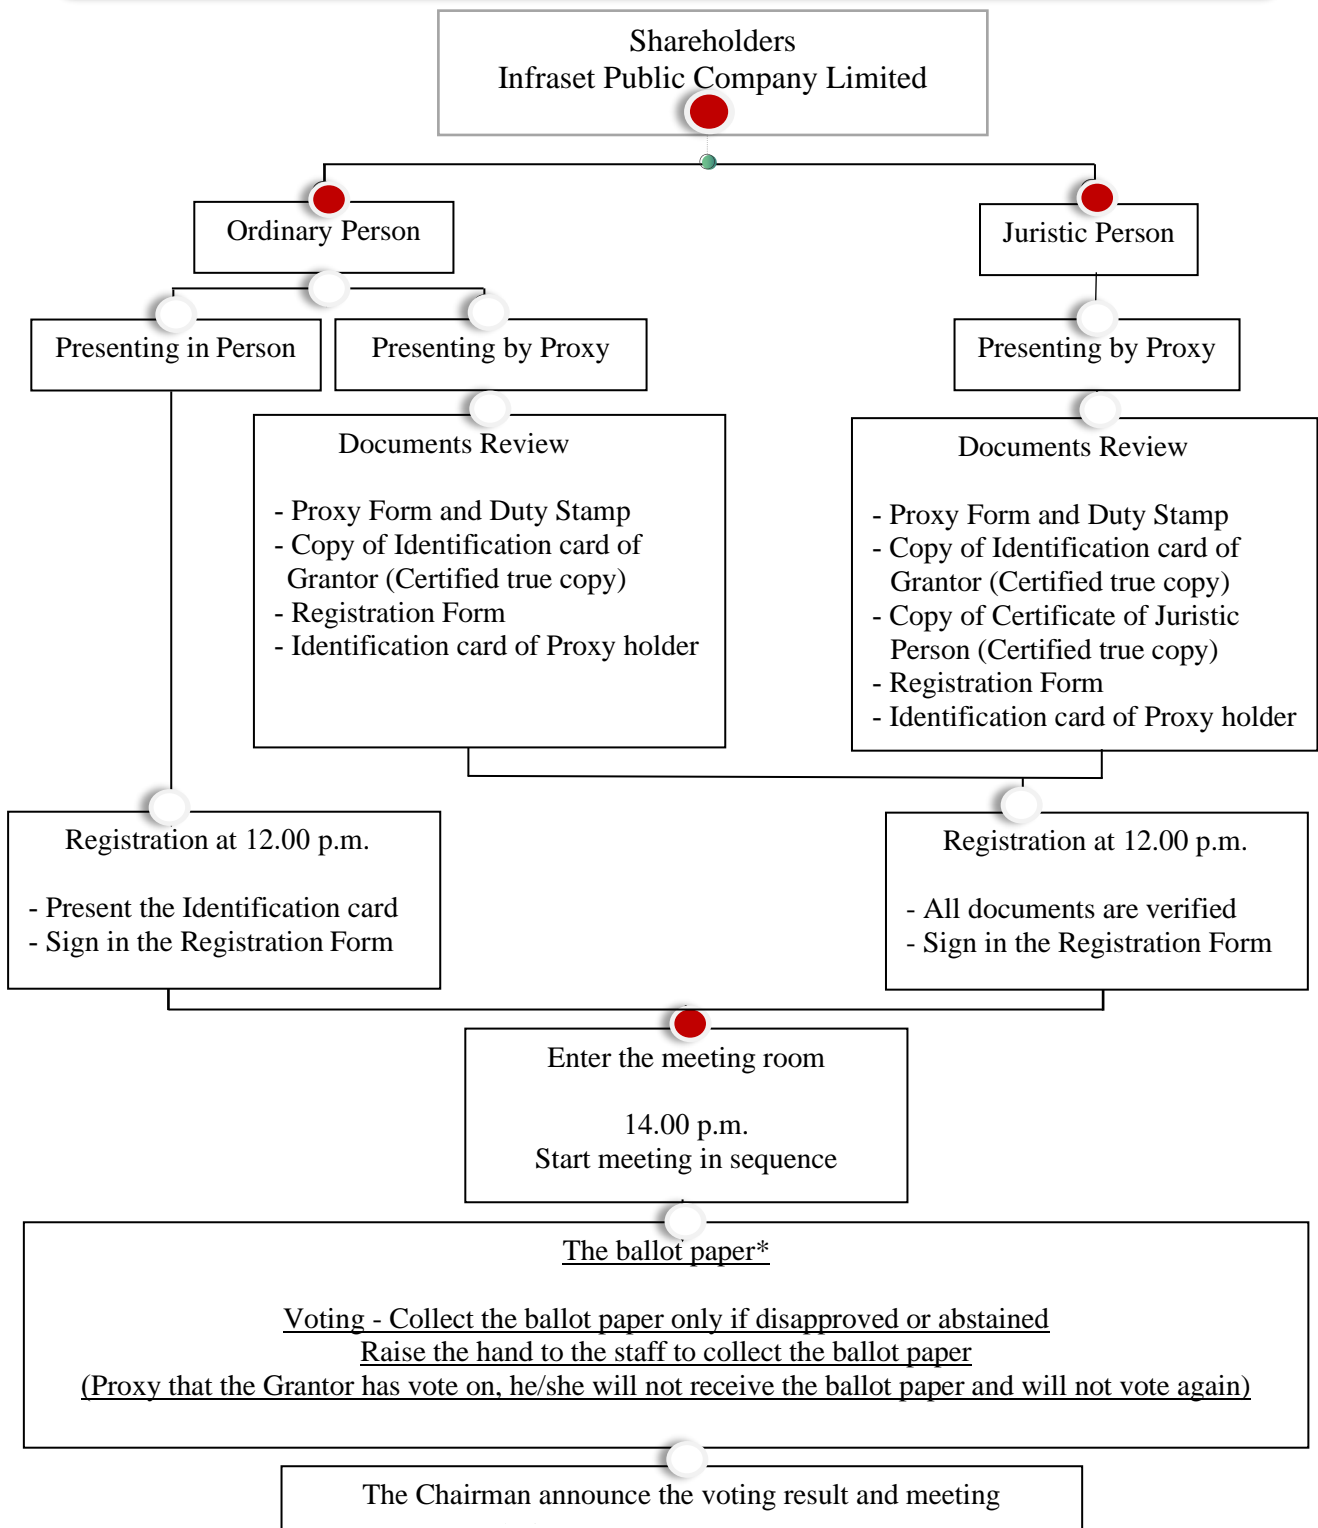 Shareholders
Infraset Public Company Limited
Ordinary Person
Juristic Person
Presenting in Person
Presenting by Proxy
Presenting by Proxy
Documents Review
- Proxy Form and Duty Stamp
- Copy of Identification card of
Grantor (Certified true copy)
- Registration Form
- Identification card of Proxy holder
Documents Review
- Proxy Form and Duty Stamp
- Copy of Identification card of
Grantor (Certified true copy)
- Copy of Certificate of Juristic
Person (Certified true copy)
- Registration Form
- Identification card of Proxy holder
Registration at 12.00 p.m.
- Present the Identification card
- Sign in the Registration Form
Registration at 12.00 p.m.
- All documents are verified
- Sign in the Registration Form
Enter the meeting room
14.00 p.m.
Start meeting in sequence
The ballot paper*
Voting - Collect the ballot paper only if disapproved or abstained
Raise the hand to the staff to collect the ballot paper
(Proxy that the Grantor has vote on, he/she will not receive the ballot paper and will not vote again)
The Chairman announce the voting result and meeting